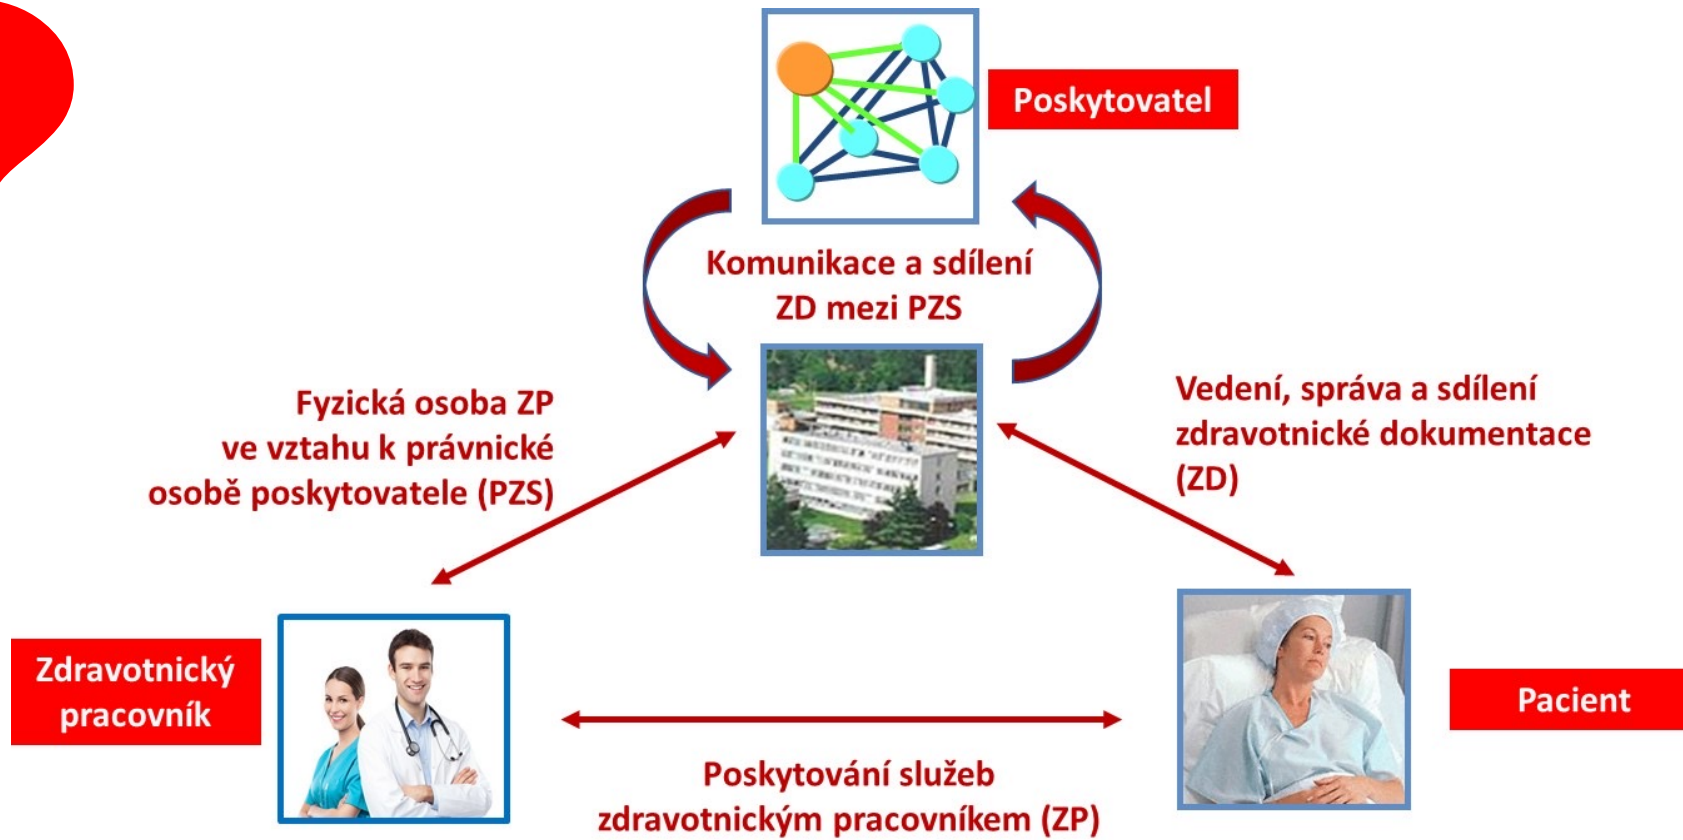 Poskytovatel
Komunikace a sdílení
ZD mezi PZS
Fyzická osoba ZP
ve vztahu k právnické
osobě poskytovatele (PZS)
Vedení, správa a sdílení
zdravotnické dokumentace
(ZD)
Zdravotnický
pracovník
Pacient
Poskytování služeb
zdravotnickým pracovníkem (ZP)